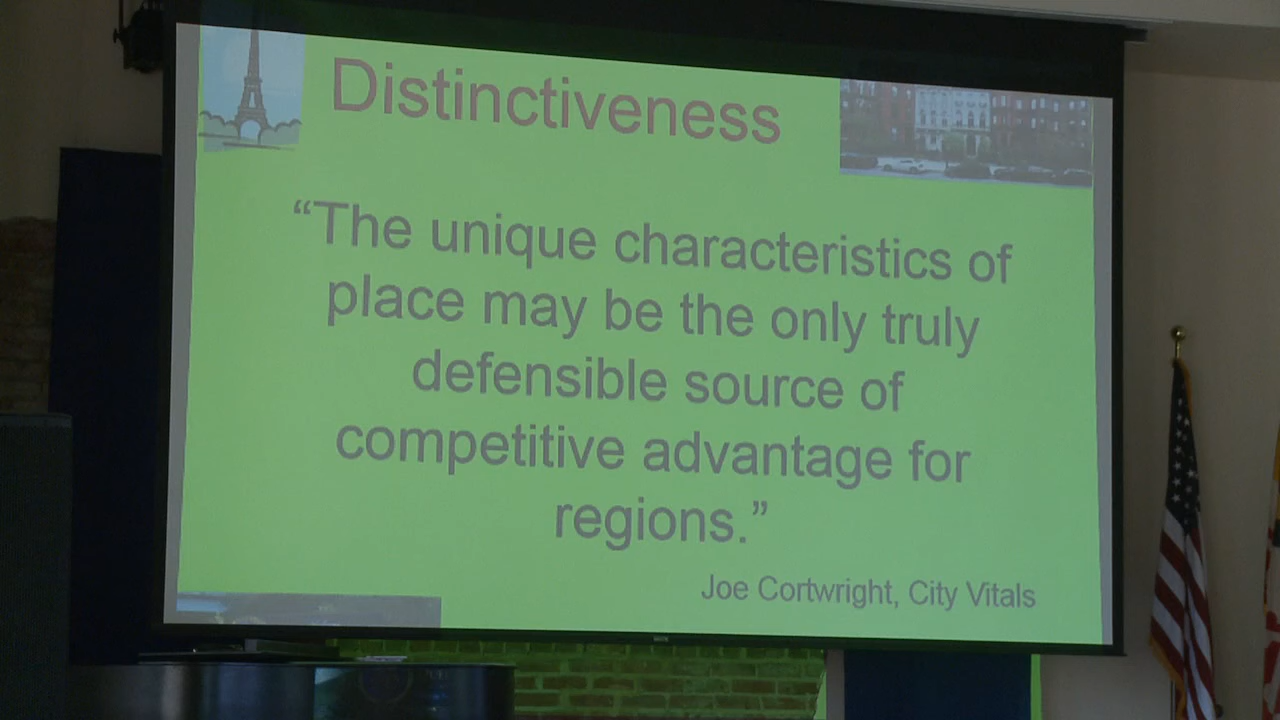 Distinctiveness
“The unique characteristics of
place may be the only truly
defensible source of
competitive advantage for
regions.”
Joe Cortwright, City Vitals